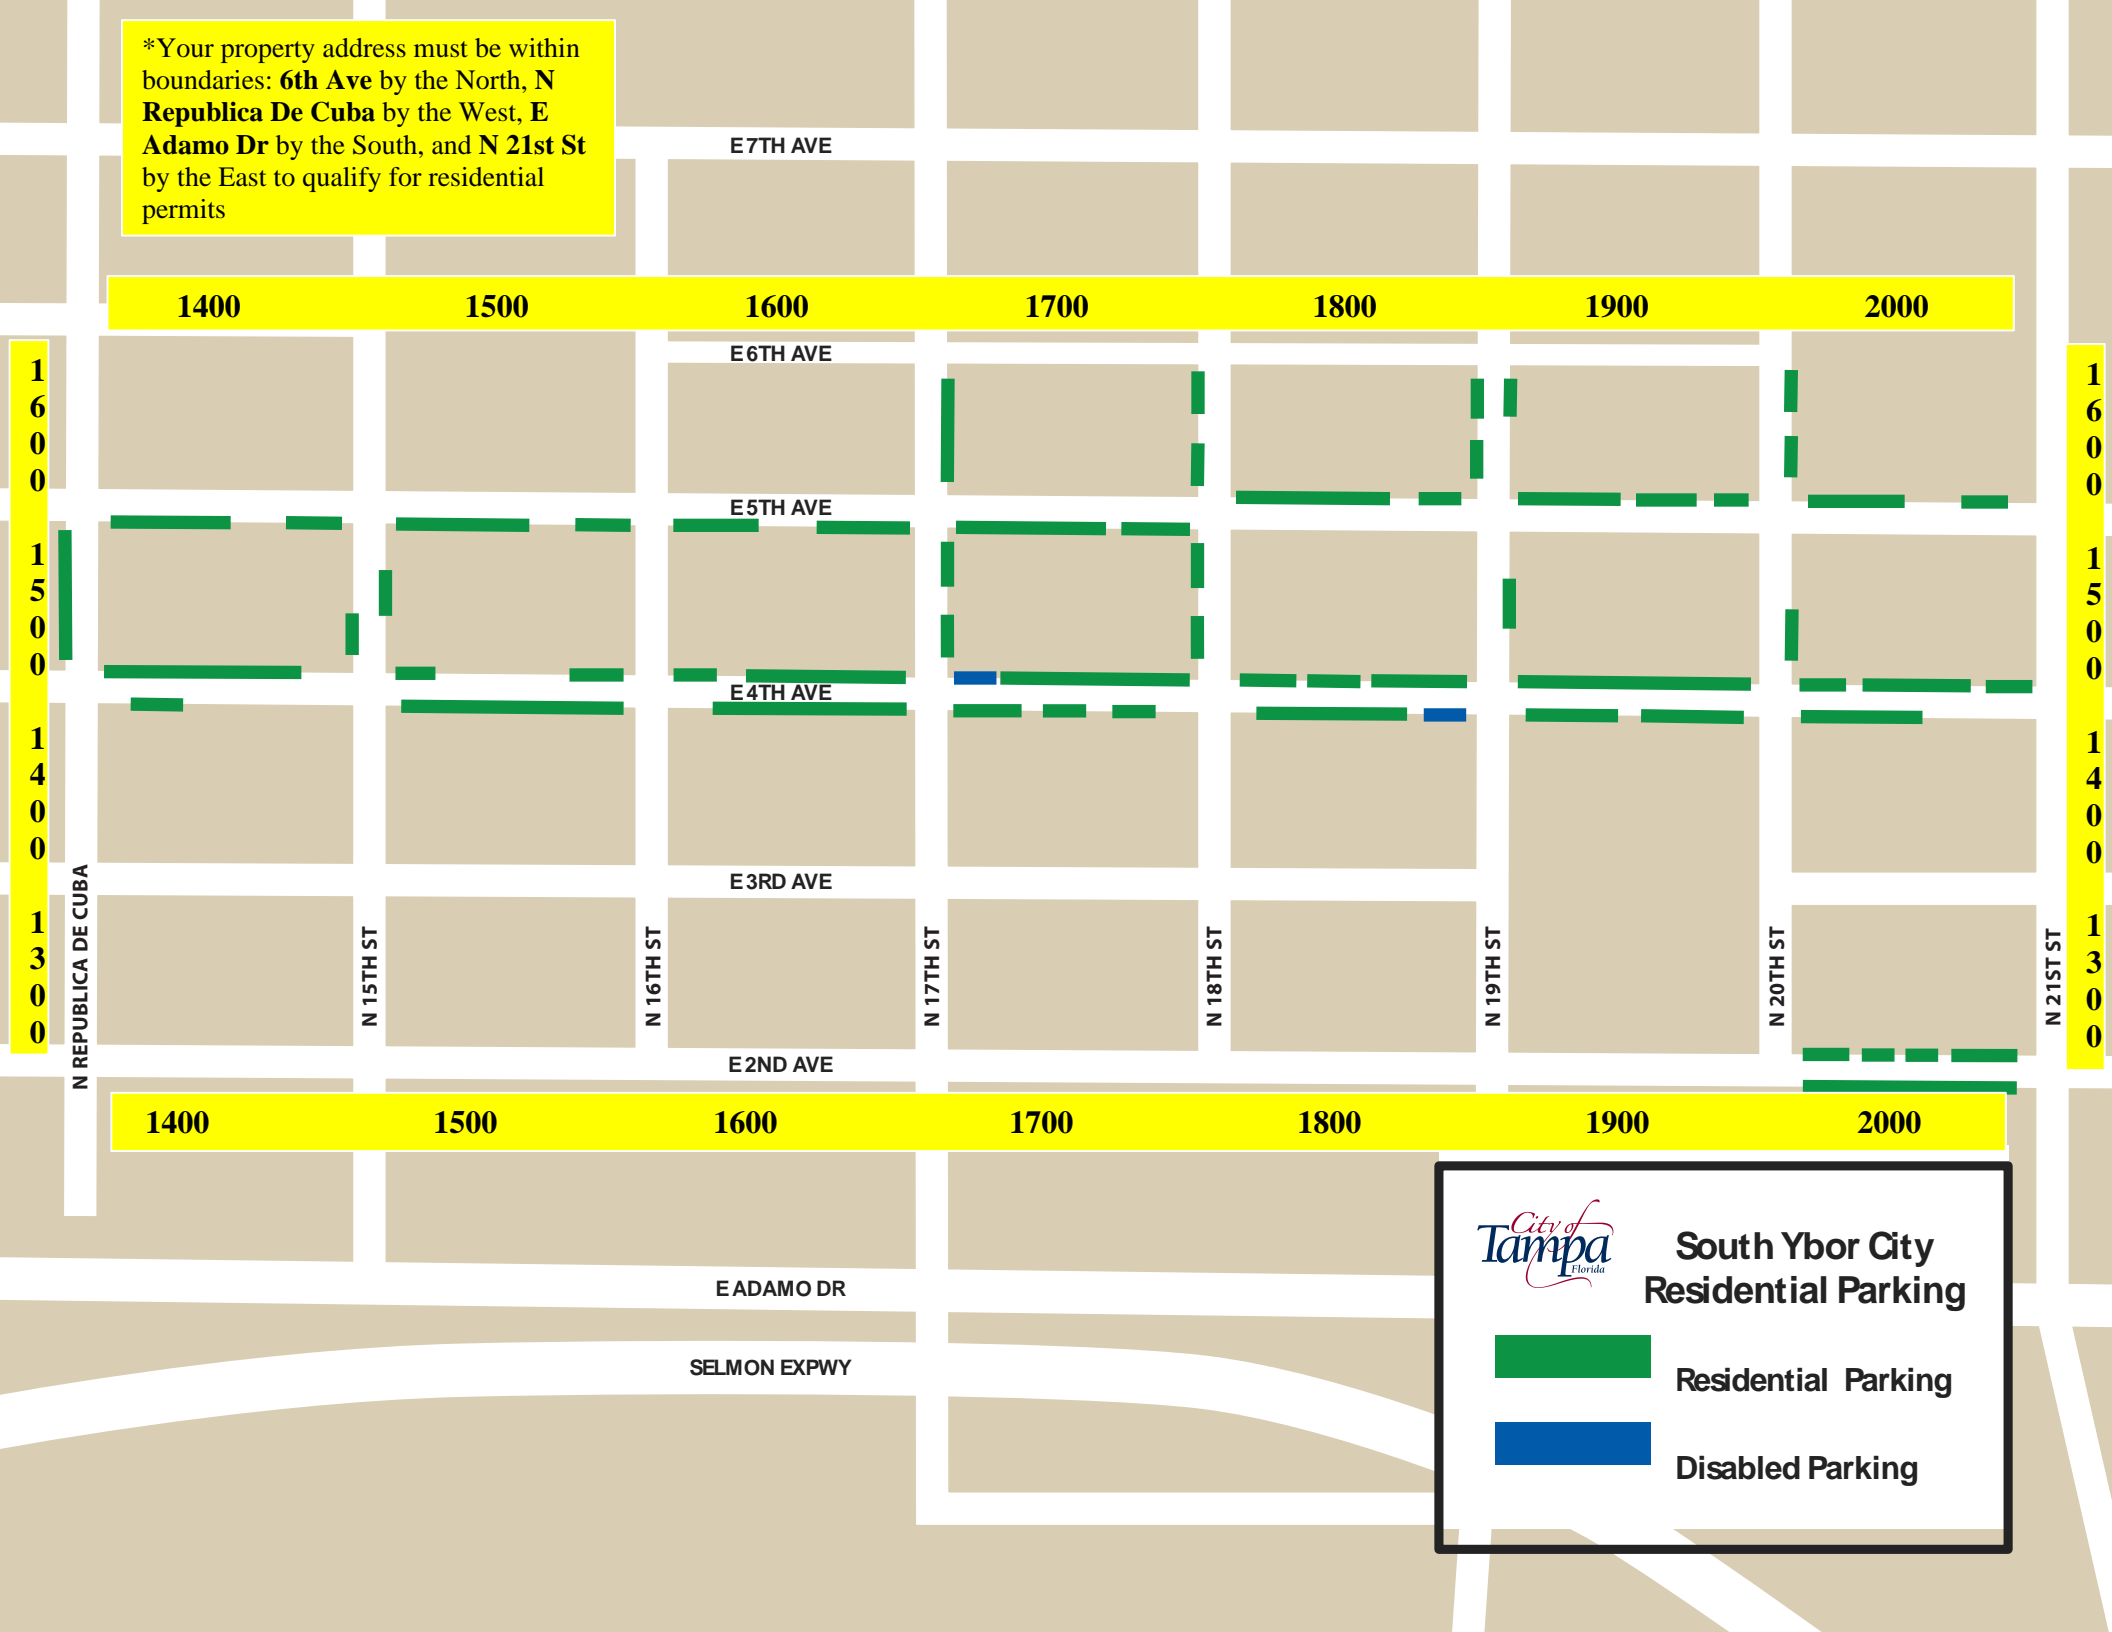 *Your property address must be within
boundaries: 6th Ave by the North, N
Republica De Cuba by the West, E
Adamo Dr by the South, and N 21st St
by the East to qualify for residential
permits
E 7TH AVE
1400 1500 1600 1700 1800 1900 2000
E 6TH AVE
1600
1500
1400
1300
1600
1500
1400
1300
E 5TH AVE
E 4TH AVE
E 3RD AVE
N REPUBLICA DE CUBA
N 15TH ST
N 16TH ST
N 17TH ST
N 18TH ST
N 19TH ST
N 20TH ST
N 21ST ST
E 2ND AVE
1400 1500 1600 1700 1800 1900 2000
E ADAMO DR
SELMON EXPWY
City of
Tampa
Florida
South Ybor City
Residential Parking
Residential Parking
Disabled Parking